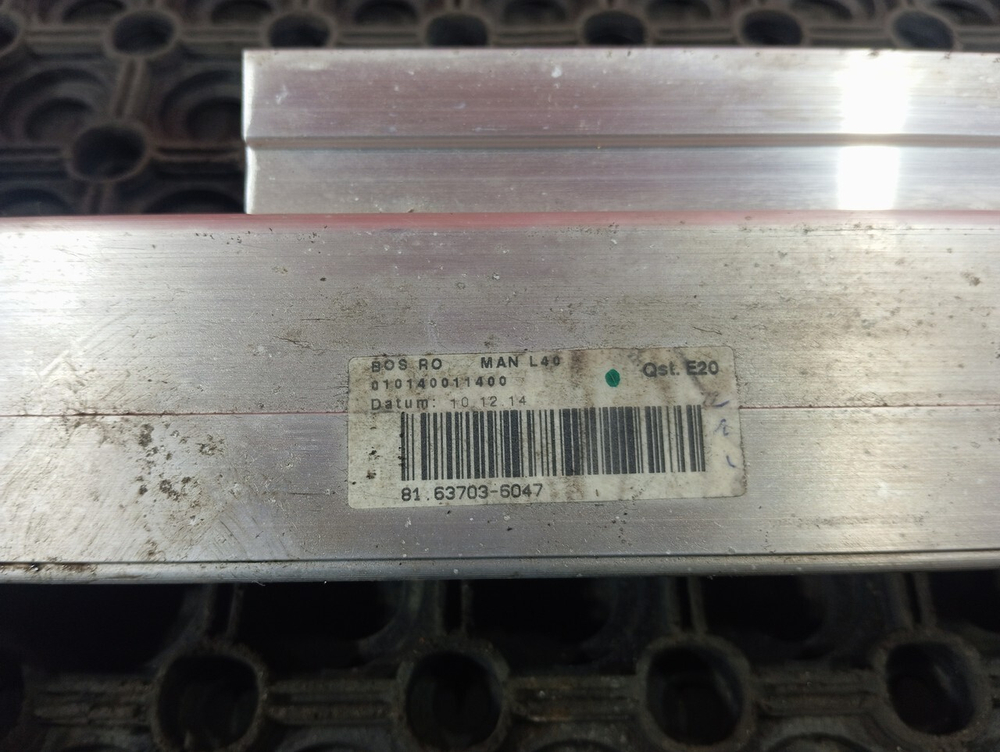 BOS RO MAN L40
Qst. E20
010140011400
Datum: 10.12.14
81.63703-6047